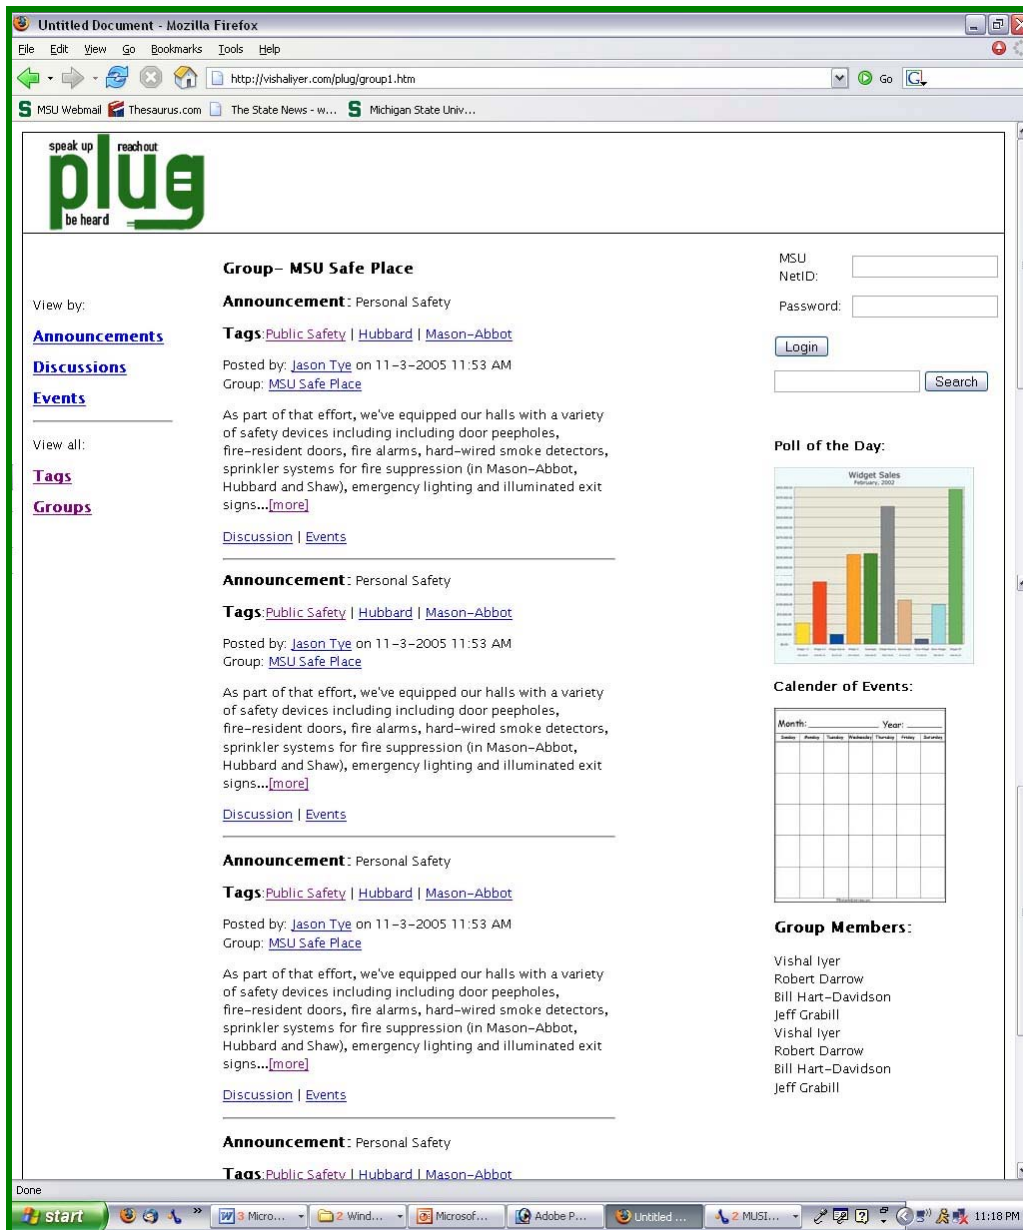 Untitled Document - Mozilla Firefox
File Edit View Go Bookmarks Tools Help
http://vishaliyer.com/plug/group1.htm
Go
MSU Webmail Thesaurus.com The State News - w... Michigan State Univ...
speak up reach out
plug
be heard
View by:
Announcements
Discussions
Events
View all:
Tags
Groups
Group- MSU Safe Place
Announcement: Personal Safety
Tags:Public Safety | Hubbard | Mason-Abbot
Posted by: Jason Tye on 11-3-2005 11:53 AM
Group: MSU Safe Place
As part of that effort, we've equipped our halls with a variety
of safety devices including including door peepholes,
fire-resident doors, fire alarms, hard-wired smoke detectors,
sprinkler systems for fire suppression (in Mason-Abbot,
Hubbard and Shaw), emergency lighting and illuminated exit
signs...[more]
Discussion | Events
Announcement: Personal Safety
Tags:Public Safety | Hubbard | Mason-Abbot
Posted by: Jason Tye on 11-3-2005 11:53 AM
Group: MSU Safe Place
As part of that effort, we've equipped our halls with a variety
of safety devices including including door peepholes,
fire-resident doors, fire alarms, hard-wired smoke detectors,
sprinkler systems for fire suppression (in Mason-Abbot,
Hubbard and Shaw), emergency lighting and illuminated exit
signs...[more]
Discussion | Events
Announcement: Personal Safety
Tags:Public Safety | Hubbard | Mason-Abbot
Posted by: Jason Tye on 11-3-2005 11:53 AM
Group: MSU Safe Place
As part of that effort, we've equipped our halls with a variety
of safety devices including including door peepholes,
fire-resident doors, fire alarms, hard-wired smoke detectors,
sprinkler systems for fire suppression (in Mason-Abbot,
Hubbard and Shaw), emergency lighting and illuminated exit
signs...[more]
Discussion | Events
Announcement: Personal Safety
Tags:Public Safety | Hubbard | Mason-Abbot
MSU
NetID:
Password:
Login
Search
Poll of the Day:
Widget Sales
February, 2002
Calender of Events:
Month: Year:
Sunday Monday Tuesday Wednesday Thursday Friday Saturday
Group Members:
Vishal Iyer
Robert Darrow
Bill Hart-Davidson
Jeff Grabill
Vishal Iyer
Robert Darrow
Bill Hart-Davidson
Jeff Grabill
Done
start 3 Micro... 2 Wind... Microsof... Adobe P... Untitled ... 2 MUSI... 11:18 PM